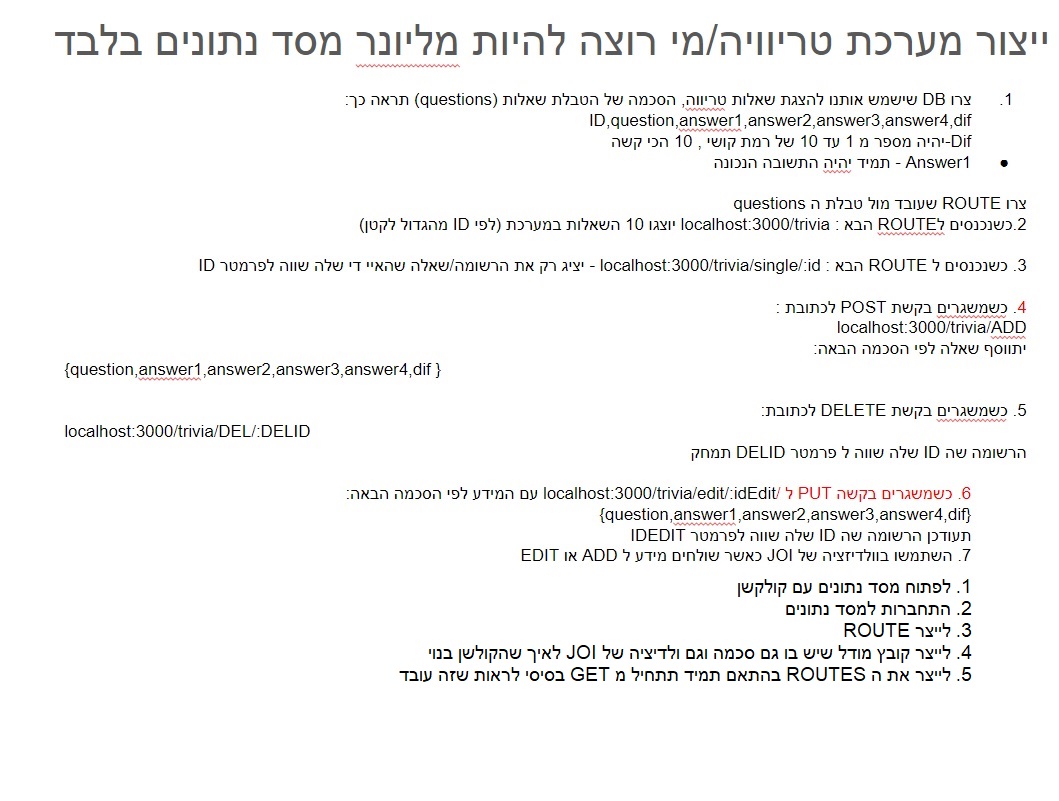 ייצור מערכת טריוויה/מי רוצה להיות מליונר מסד נתונים בלבד
1. צרו DB שישמש אותנו להצגת שאלות טריווה, הסכמה של הטבלת שאלות (questions) תראה כך:
ID,question,answer1,answer2,answer3,answer4,dif
Dif-יהיה מספר מ 1 עד 10 של רמת קושי , 10 הכי קשה
● Answer1 - תמיד יהיה התשובה הנכונה
צרו ROUTE שעובד מול טבלת ה questions
2.כשנכנסים לROUTE הבא : localhost:3000/trivia יוצגו 10 השאלות במערכת (לפי ID מהגדול לקטן)
3. כשנכנסים ל ROUTE הבא : localhost:3000/trivia/single/:id - יציג רק את הרשומה/שאלה שהאיי די שלה שווה לפרמטר ID
4. כשמשגרים בקשת POST לכתובת :
localhost:3000/trivia/ADD
יתווסף שאלה לפי הסכמה הבאה:
{question,answer1,answer2,answer3,answer4,dif }
5. כשמשגרים בקשת DELETE לכתובת:
localhost:3000/trivia/DEL/:DELID
הרשומה שה ID שלה שווה ל פרמטר DELID תמחק
6. כשמשגרים בקשה PUT ל /localhost:3000/trivia/edit/:idEdit עם המידע לפי הסכמה הבאה:
{question,answer1,answer2,answer3,answer4,dif}
תעודכן הרשומה שה ID שלה שווה לפרמטר IDEDIT
7. השתמשו בוולדיזציה של JOI כאשר שולחים מידע ל ADD או EDIT
1. לפתוח מסד נתונים עם קולקשן
2. התחברות למסד נתונים
3. לייצר ROUTE
4. לייצר קובץ מודל שיש בו גם סכמה וגם ולדיציה של JOI לאיך שהקולשן בנוי
5. לייצר את ה ROUTES בהתאם תמיד תתחיל מ GET בסיסי לראות שזה עובד